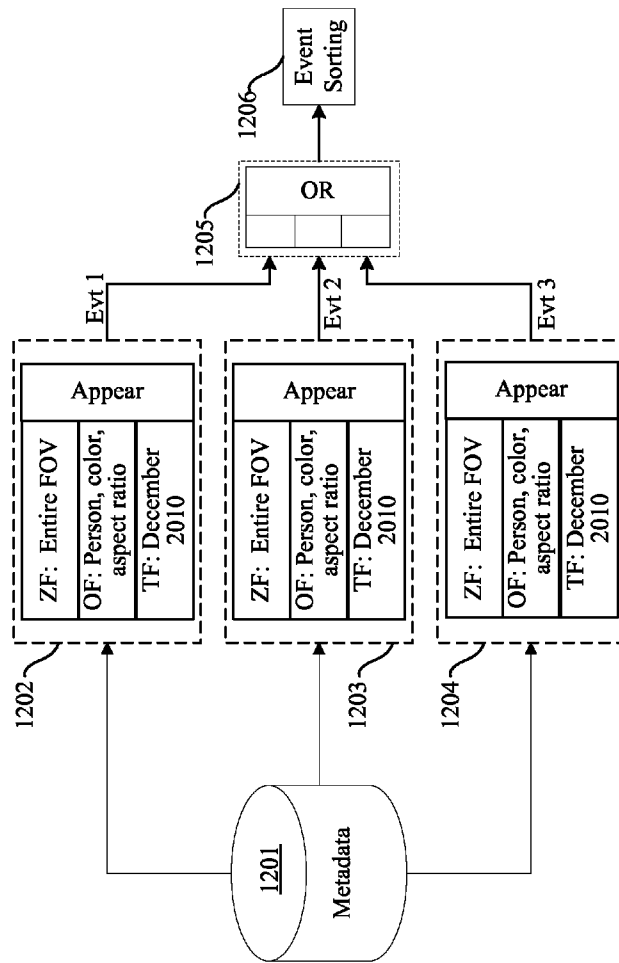 1201
Metadata
1202
ZF: Entire FOV
OF: Person, color,
aspect ratio
TF: December
2010
Appear
Evt 1
1203
ZF: Entire FOV
OF: Person, color,
aspect ratio
TF: December
2010
Appear
Evt 2
1204
ZF: Entire FOV
OF: Person, color,
aspect ratio
TF: December
2010
Appear
Evt 3
1205
OR
1206
Event
Sorting